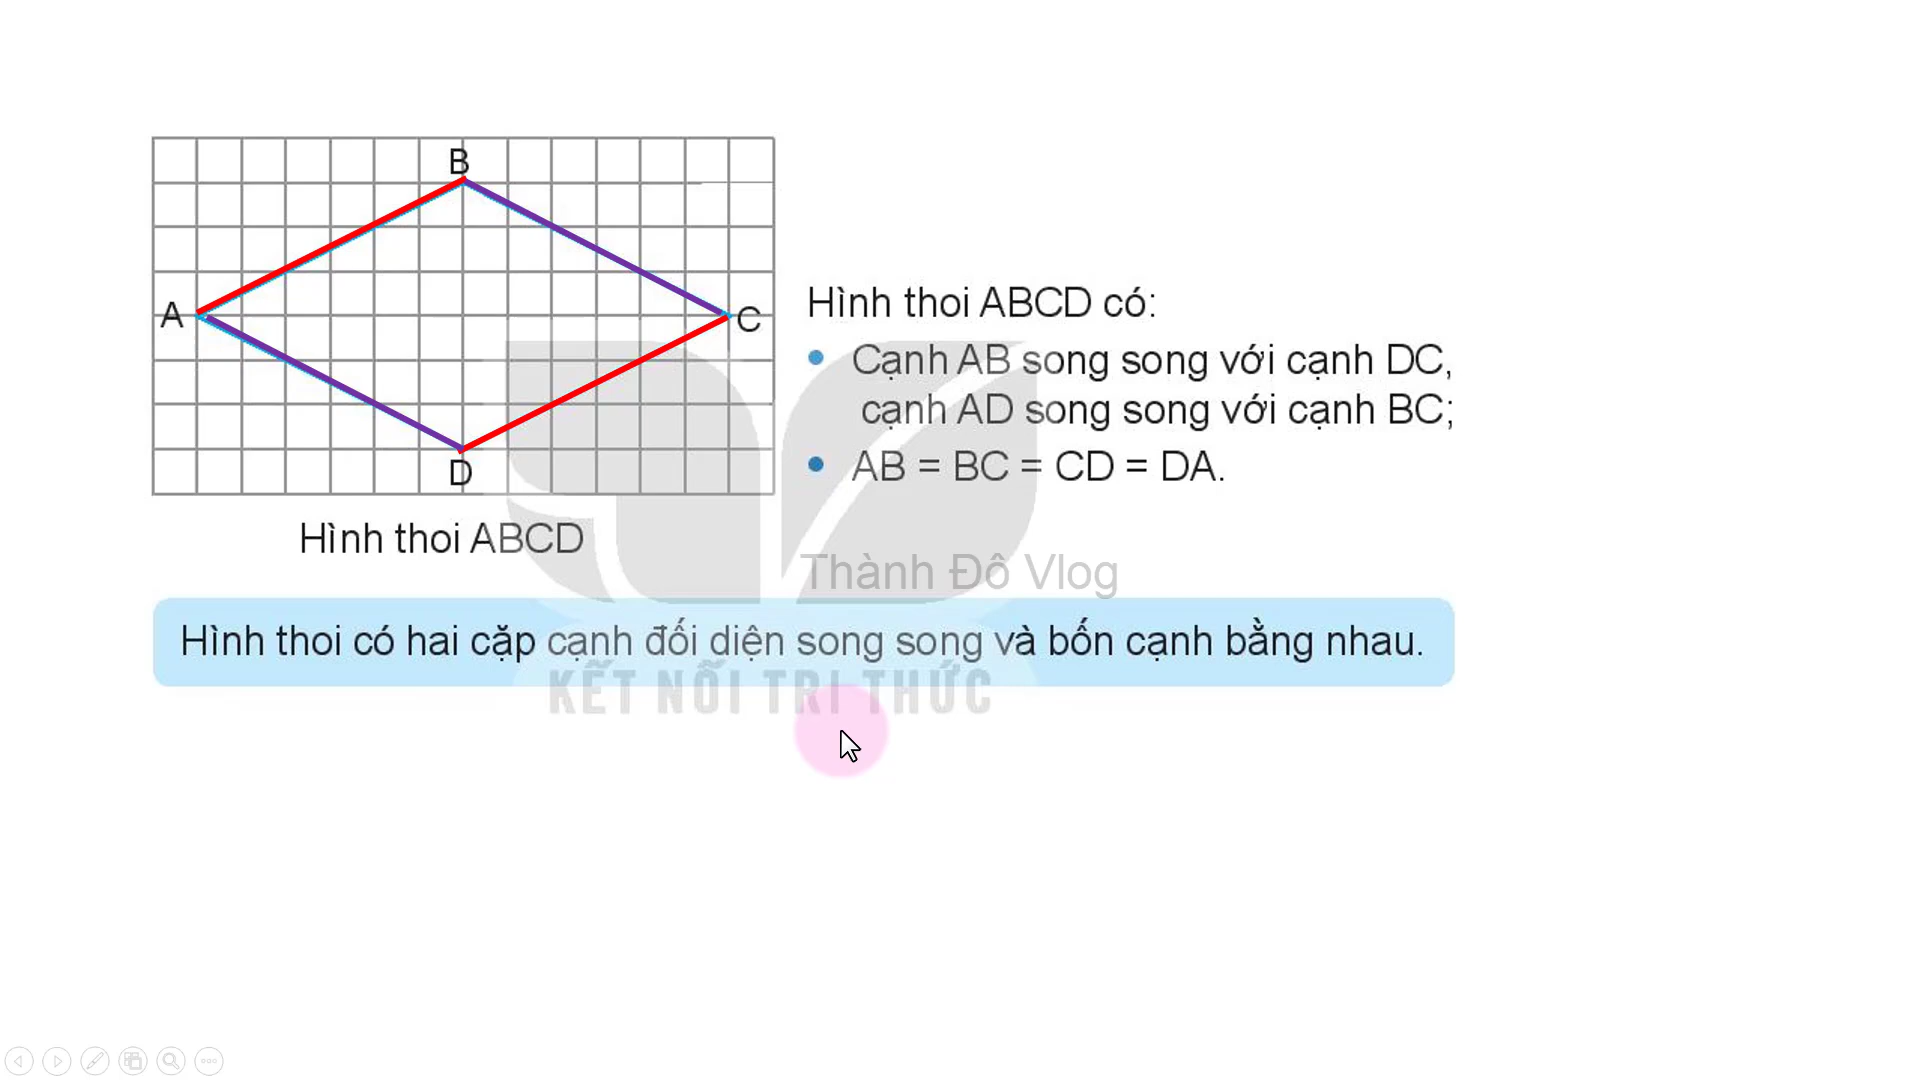 B
A
C
D
Hình thoi ABCD
Hình thoi ABCD có:
Cạnh AB song song với cạnh DC,
cạnh AD song song với cạnh BC;
AB = BC = CD = DA.
Thành Đô Vlog
Hình thoi có hai cặp cạnh đối diện song song và bốn cạnh bằng nhau.
KẾT NỐI TRI THỨC